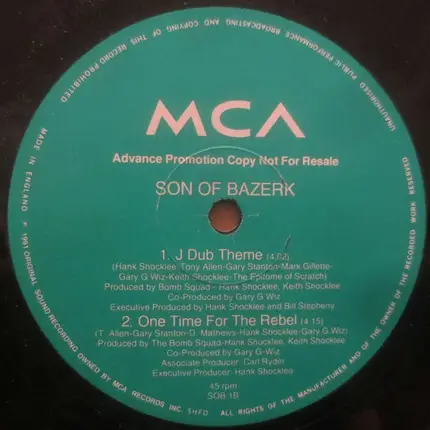 MCA
Advance Promotion Copy Not For Resale
SON OF BAZERK
1. J Dub Theme (4.02)
(Hank Shocklee, Tony Allen-Gary Stanton-Mark Gillette-
Gary G Wiz-Keith Shocklee-The Epitome of Scratch)
Produced by Bomb Squad - Hank Shocklee, Keith Shocklee
Co-Produced by Gary G Wiz
Executive Produced by Hank Shocklee and Bill Stepheny
2. One Time For The Rebel (4 15)
(T. Allen-Gary Stanton-D. Mathews-Hank Shocklee-Gary G Wiz)
Produced by The Bomb Squad-Hank Shocklee, Keith Shocklee
Co-Produced by Gary G-Wiz
Associate Producer: Carl Ryder
Executive Producer: Hank Shocklee
45 rpm
SOB 1B
MADE IN ENGLAND ℗ 1991 ORIGINAL SOUND RECORDING OWNED BY MCA RECORDS INC. SHFD ALL RIGHTS OF THE MANUFACTURER AND OF THE OWNER OF THE RECORDED WORK RESERVED
UNAUTHORISED PUBLIC PERFORMANCE BROADCASTING AND COPYING OF THIS RECORD PROHIBITED